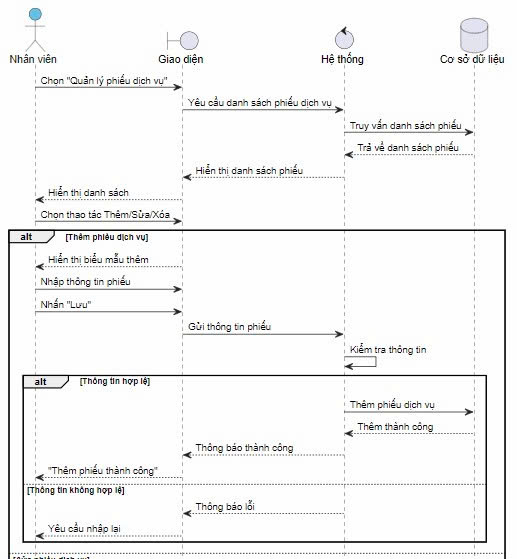 Nhân viên
Giao diện
Hệ thống
Cơ sở dữ liệu
Chọn "Quản lý phiếu dịch vụ"
Yêu cầu danh sách phiếu dịch vụ
Truy vấn danh sách phiếu
Trả về danh sách phiếu
Hiển thị danh sách phiếu
Hiển thị danh sách
Chọn thao tác Thêm/Sửa/Xóa
alt
[Thêm phiếu dịch vụ]
Hiển thị biểu mẫu thêm
Nhập thông tin phiếu
Nhấn "Lưu"
Gửi thông tin phiếu
Kiểm tra thông tin
alt
[Thông tin hợp lệ]
Thêm phiếu dịch vụ
Thêm thành công
Thông báo thành công
"Thêm phiếu thành công"
[Thông tin không hợp lệ]
Thông báo lỗi
Yêu cầu nhập lại